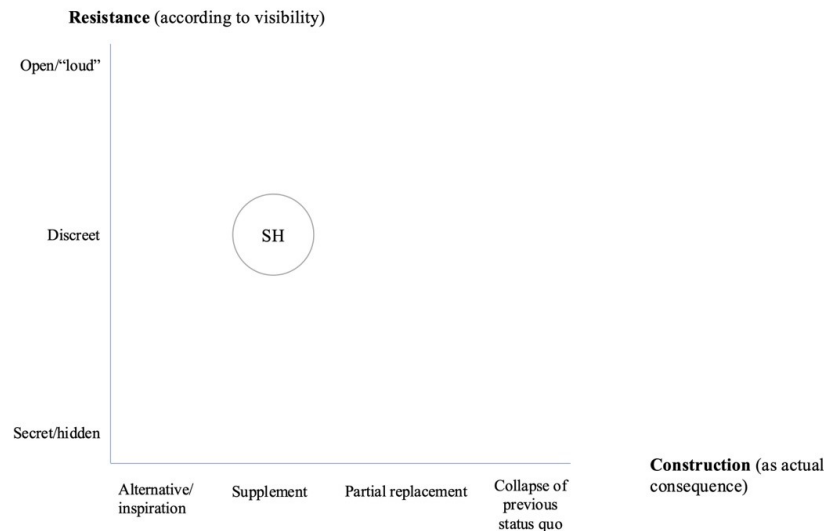 Resistance (according to visibility)
Open/“loud”
Discreet
SH
Secret/hidden
Construction (as actual
consequence)
Alternative/
inspiration
Supplement
Partial replacement
Collapse of
previous
status quo